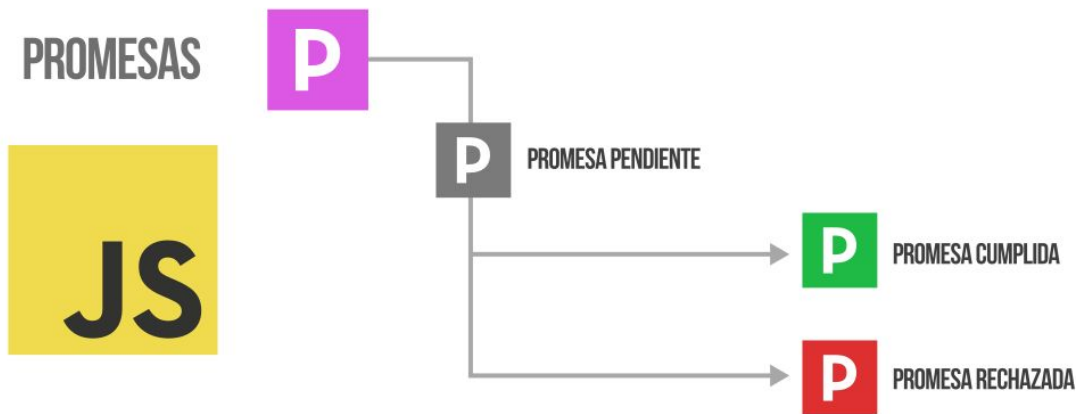 PROMESAS
P
P
PROMESA PENDIENTE
JS
P
PROMESA CUMPLIDA
P
PROMESA RECHAZADA